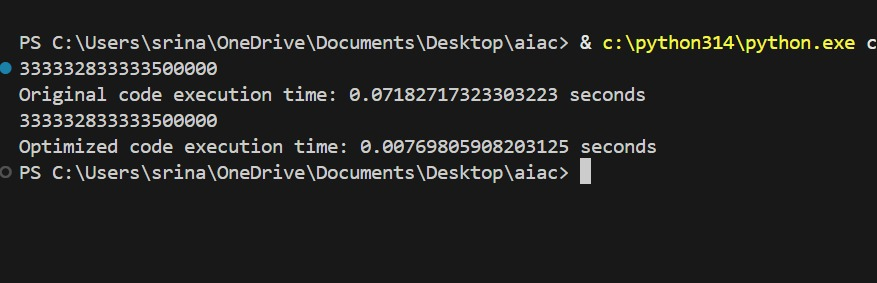 PS C:\Users\srina\OneDrive\Documents\Desktop\aiac> & c:\python314\python.exe c
333332833333500000
Original code execution time: 0.07182717323303223 seconds
333332833333500000
Optimized code execution time: 0.00769805908203125 seconds
PS C:\Users\srina\OneDrive\Documents\Desktop\aiac>